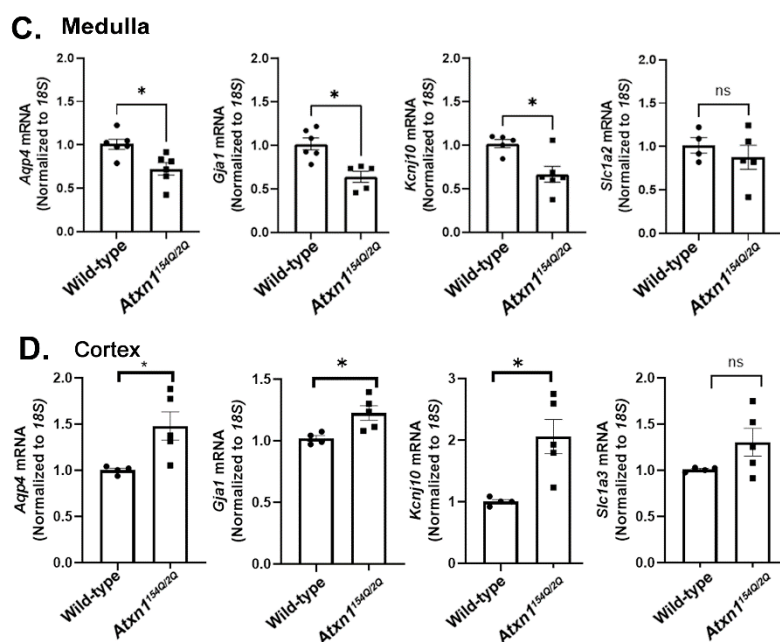 C. Medulla
Aqp4 mRNA
(Normalized to 18S)
2.0
1.5
1.0
0.5
0.0
*
Wild-type
Atxn1154Q/2Q
Gja1 mRNA
(Normalized to 18S)
2.0
1.5
1.0
0.5
0.0
*
Wild-type
Atxn1154Q/2Q
Kcnj10 mRNA
(Normalized to 18S)
2.0
1.5
1.0
0.5
0.0
*
Wild-type
Atxn1154Q/2Q
Slc1a2 mRNA
(Normalized to 18S)
2.0
1.5
1.0
0.5
0.0
ns
Wild-type
Atxn1154Q/2Q
D. Cortex
Aqp4 mRNA
(Normalized to 18S)
2.0
1.5
1.0
0.5
0.0
*
Wild-type
Atxn1154Q/2Q
Gja1 mRNA
(Normalized to 18S)
1.5
1.0
0.5
0.0
*
Wild-type
Atxn1154Q/2Q
Kcnj10 mRNA
(Normalized to 18S)
3
2
1
0
*
Wild-type
Atxn1154Q/2Q
Slc1a3 mRNA
(Normalized to 18S)
2.0
1.5
1.0
0.5
0.0
ns
Wild-type
Atxn1154Q/2Q